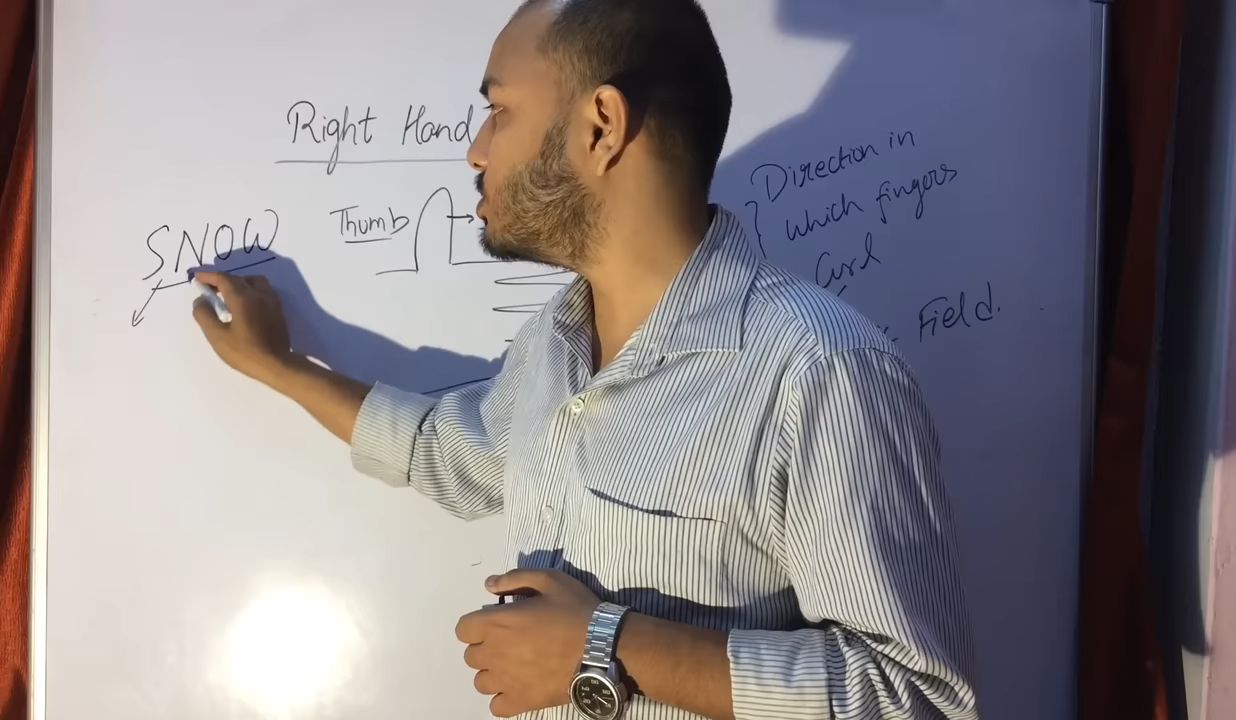 Right Hand
SNOW
Thumb
Direction in
which fingers
Curl
Field.